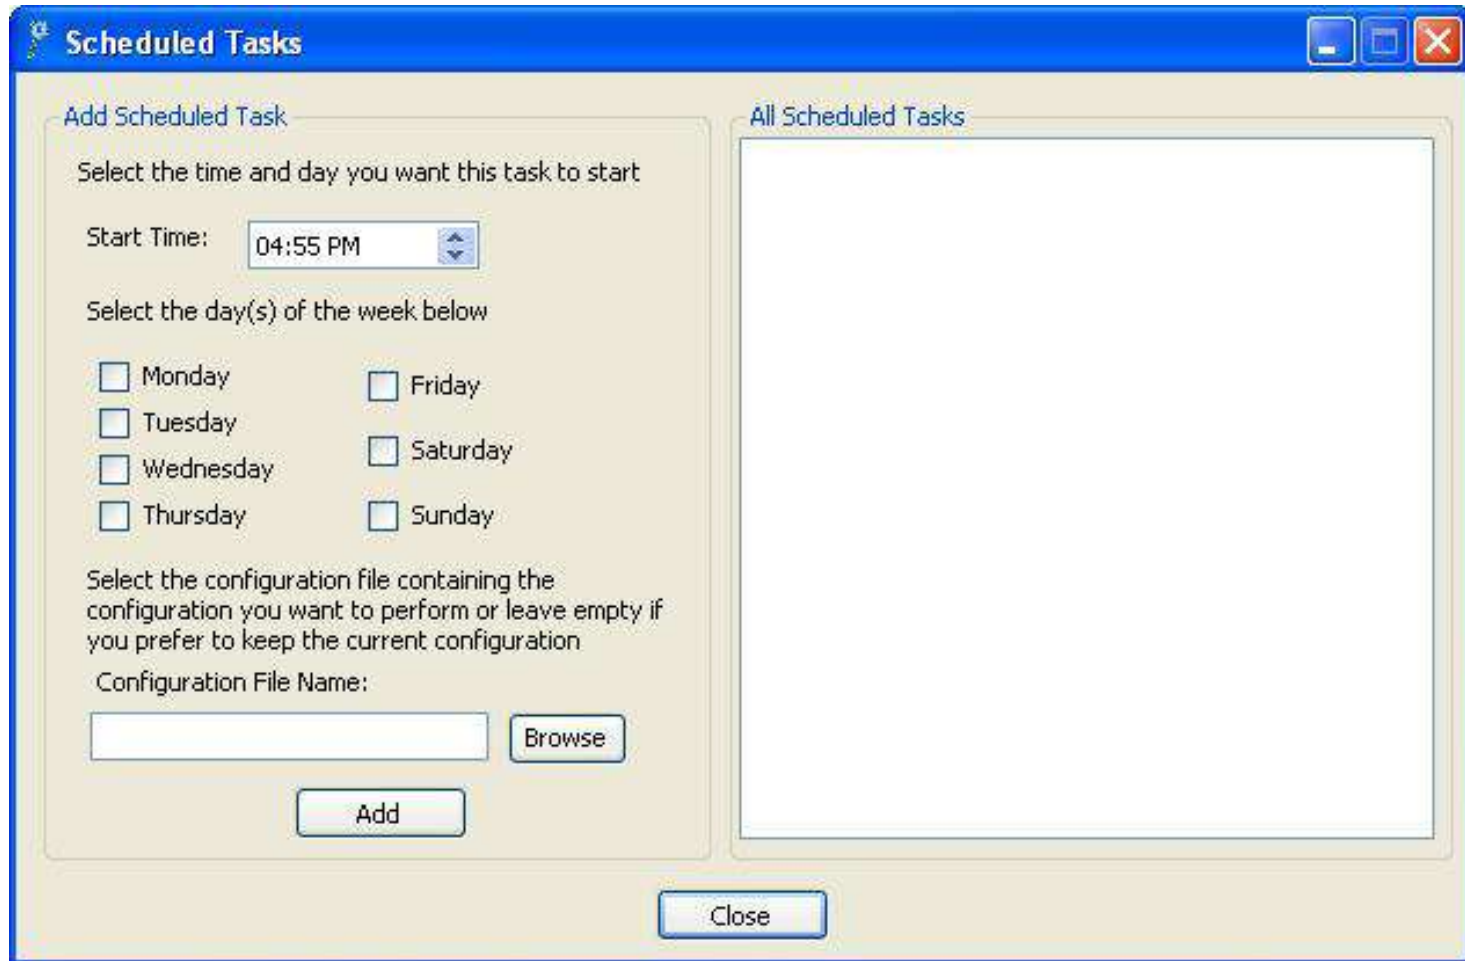 Scheduled Tasks
Add Scheduled Task
Select the time and day you want this task to start
Start Time:
04:55 PM
Select the day(s) of the week below
Monday
Tuesday
Wednesday
Thursday
Friday
Saturday
Sunday
Select the configuration file containing the
configuration you want to perform or leave empty if
you prefer to keep the current configuration
Configuration File Name:
Browse
Add
All Scheduled Tasks
Close